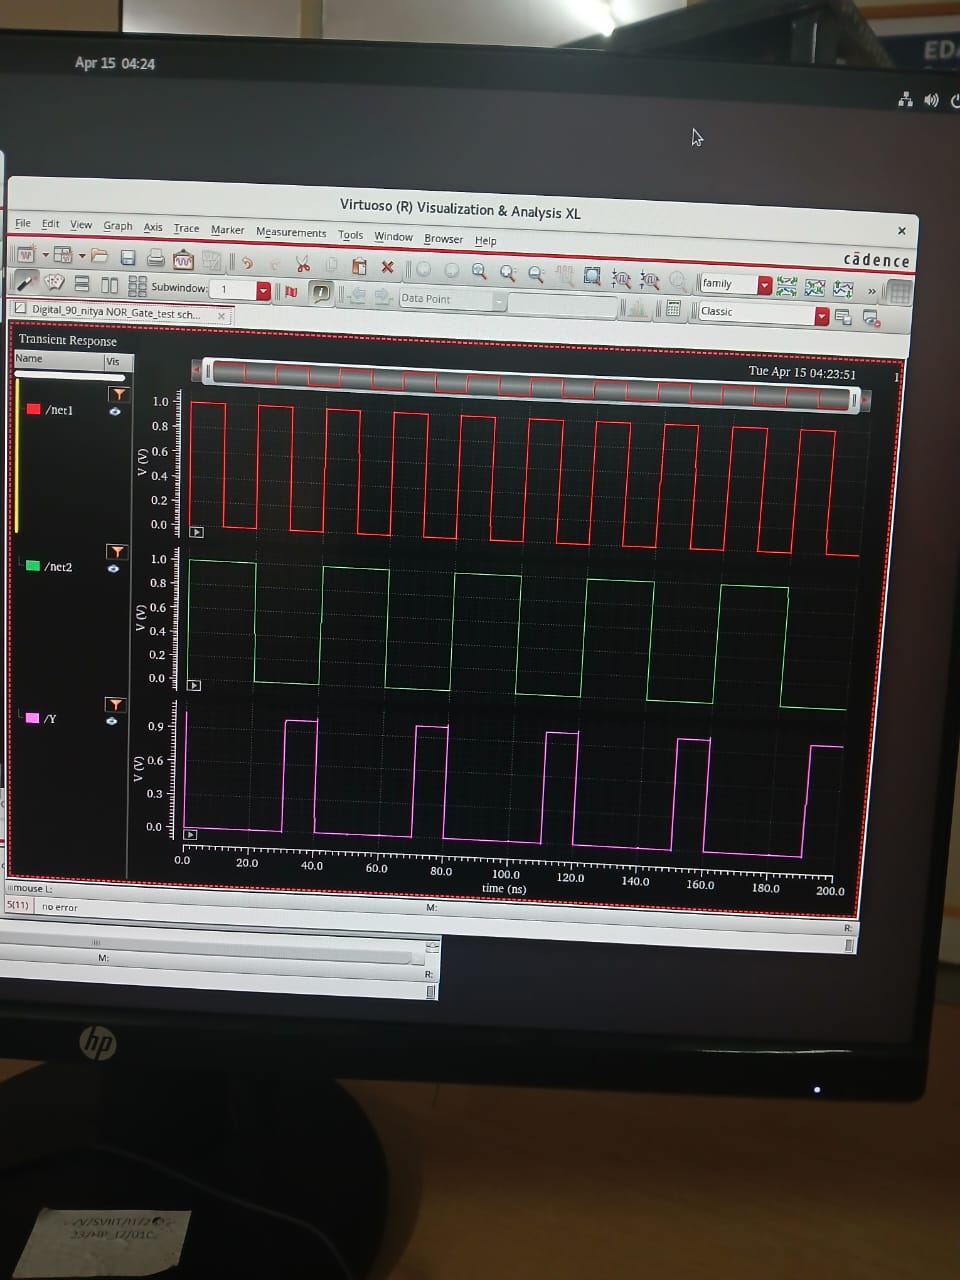 EDA
Apr 15 04:24
Virtuoso (R) Visualization & Analysis XL
File Edit View Graph Axis Trace Marker Measurements Tools Window Browser Help
cādence
Subwindow: 1
Data Point
family
Classic
Digital_90_nitya NOR_Gate_test sch...
Transient Response
Tue Apr 15 04:23:51
1
Name Vis
/net1
V (V)
1.0
0.8
0.6
0.4
0.2
0.0
/net2
V (V)
1.0
0.8
0.6
0.4
0.2
0.0
/Y
V (V)
0.9
0.6
0.3
0.0
0.0 20.0 40.0 60.0 80.0 100.0 120.0 140.0 160.0 180.0 200.0
time (ns)
mouse L:
M:
R:
5(11) no error
M:
R:
hp